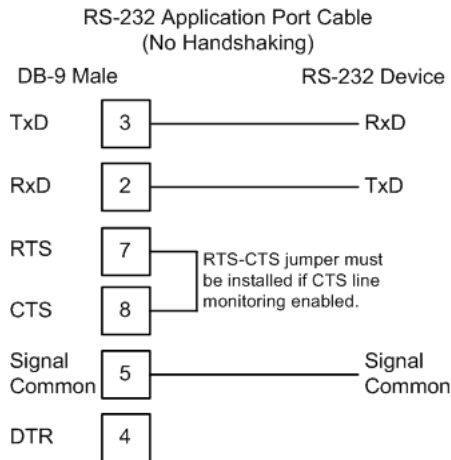 RS-232 Application Port Cable
(No Handshaking)
DB-9 Male
RS-232 Device
TxD
3
RxD
RxD
2
TxD
RTS
7
RTS-CTS jumper must
be installed if CTS line
monitoring enabled.
CTS
8
Signal
Common
5
Signal
Common
DTR
4